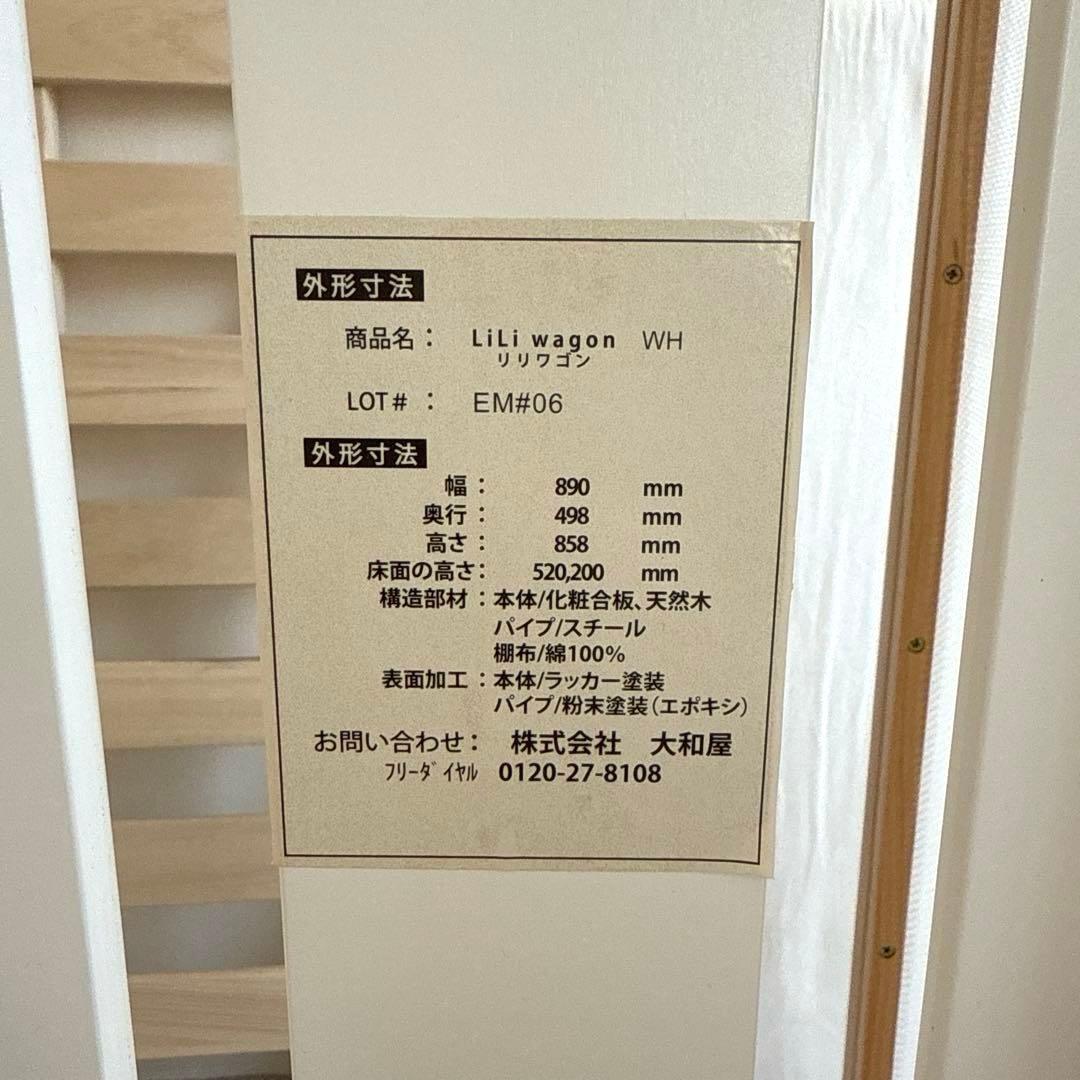 外形寸法
商品名： LiLi wagon WH
リリワゴン
LOT# ： EM#06
外形寸法
幅： 890 mm
奥行： 498 mm
高さ： 858 mm
床面の高さ： 520,200 mm
構造部材：本体/化粧合板、天然木
パイプ/スチール
棚布/綿100%
表面加工：本体/ラッカー塗装
パイプ/粉末塗装（エポキシ）
お問い合わせ： 株式会社 大和屋
ﾌﾘｰﾀﾞｲﾔﾙ 0120-27-8108